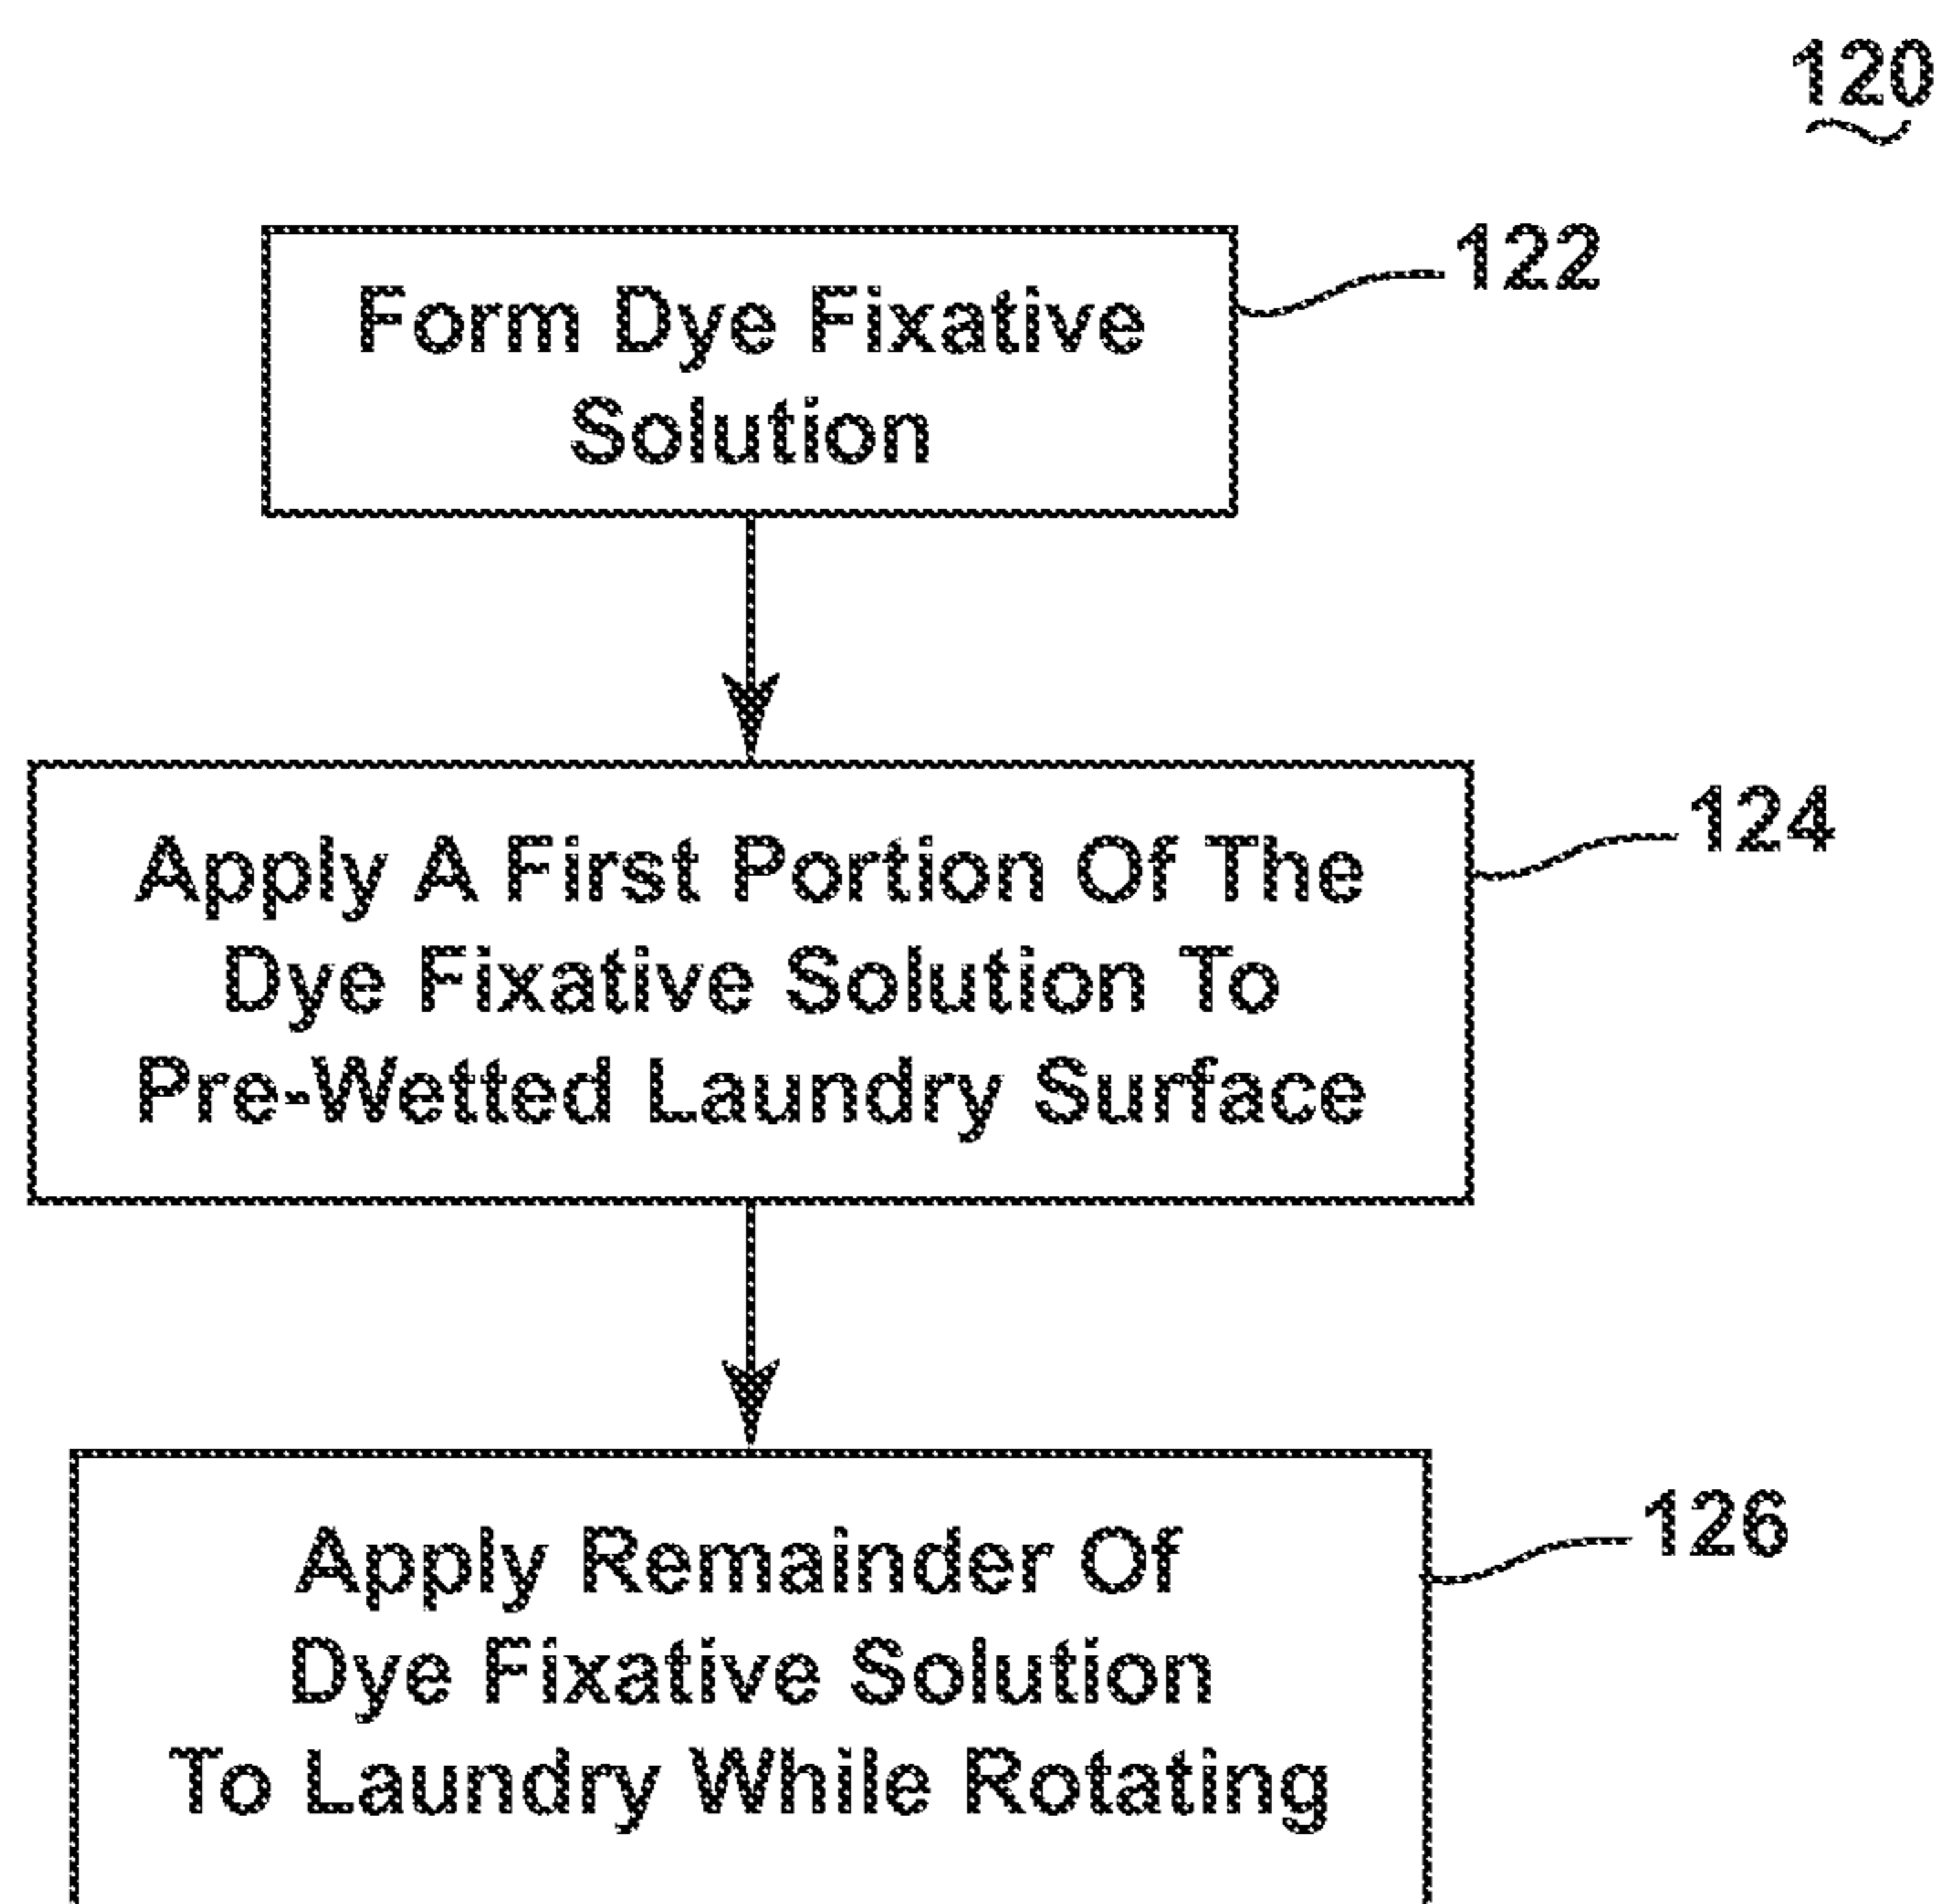 120
Form Dye Fixative
Solution
122
Apply A First Portion Of The
Dye Fixative Solution To
Pre-Wetted Laundry Surface
124
Apply Remainder Of
Dye Fixative Solution
To Laundry While Rotating
126